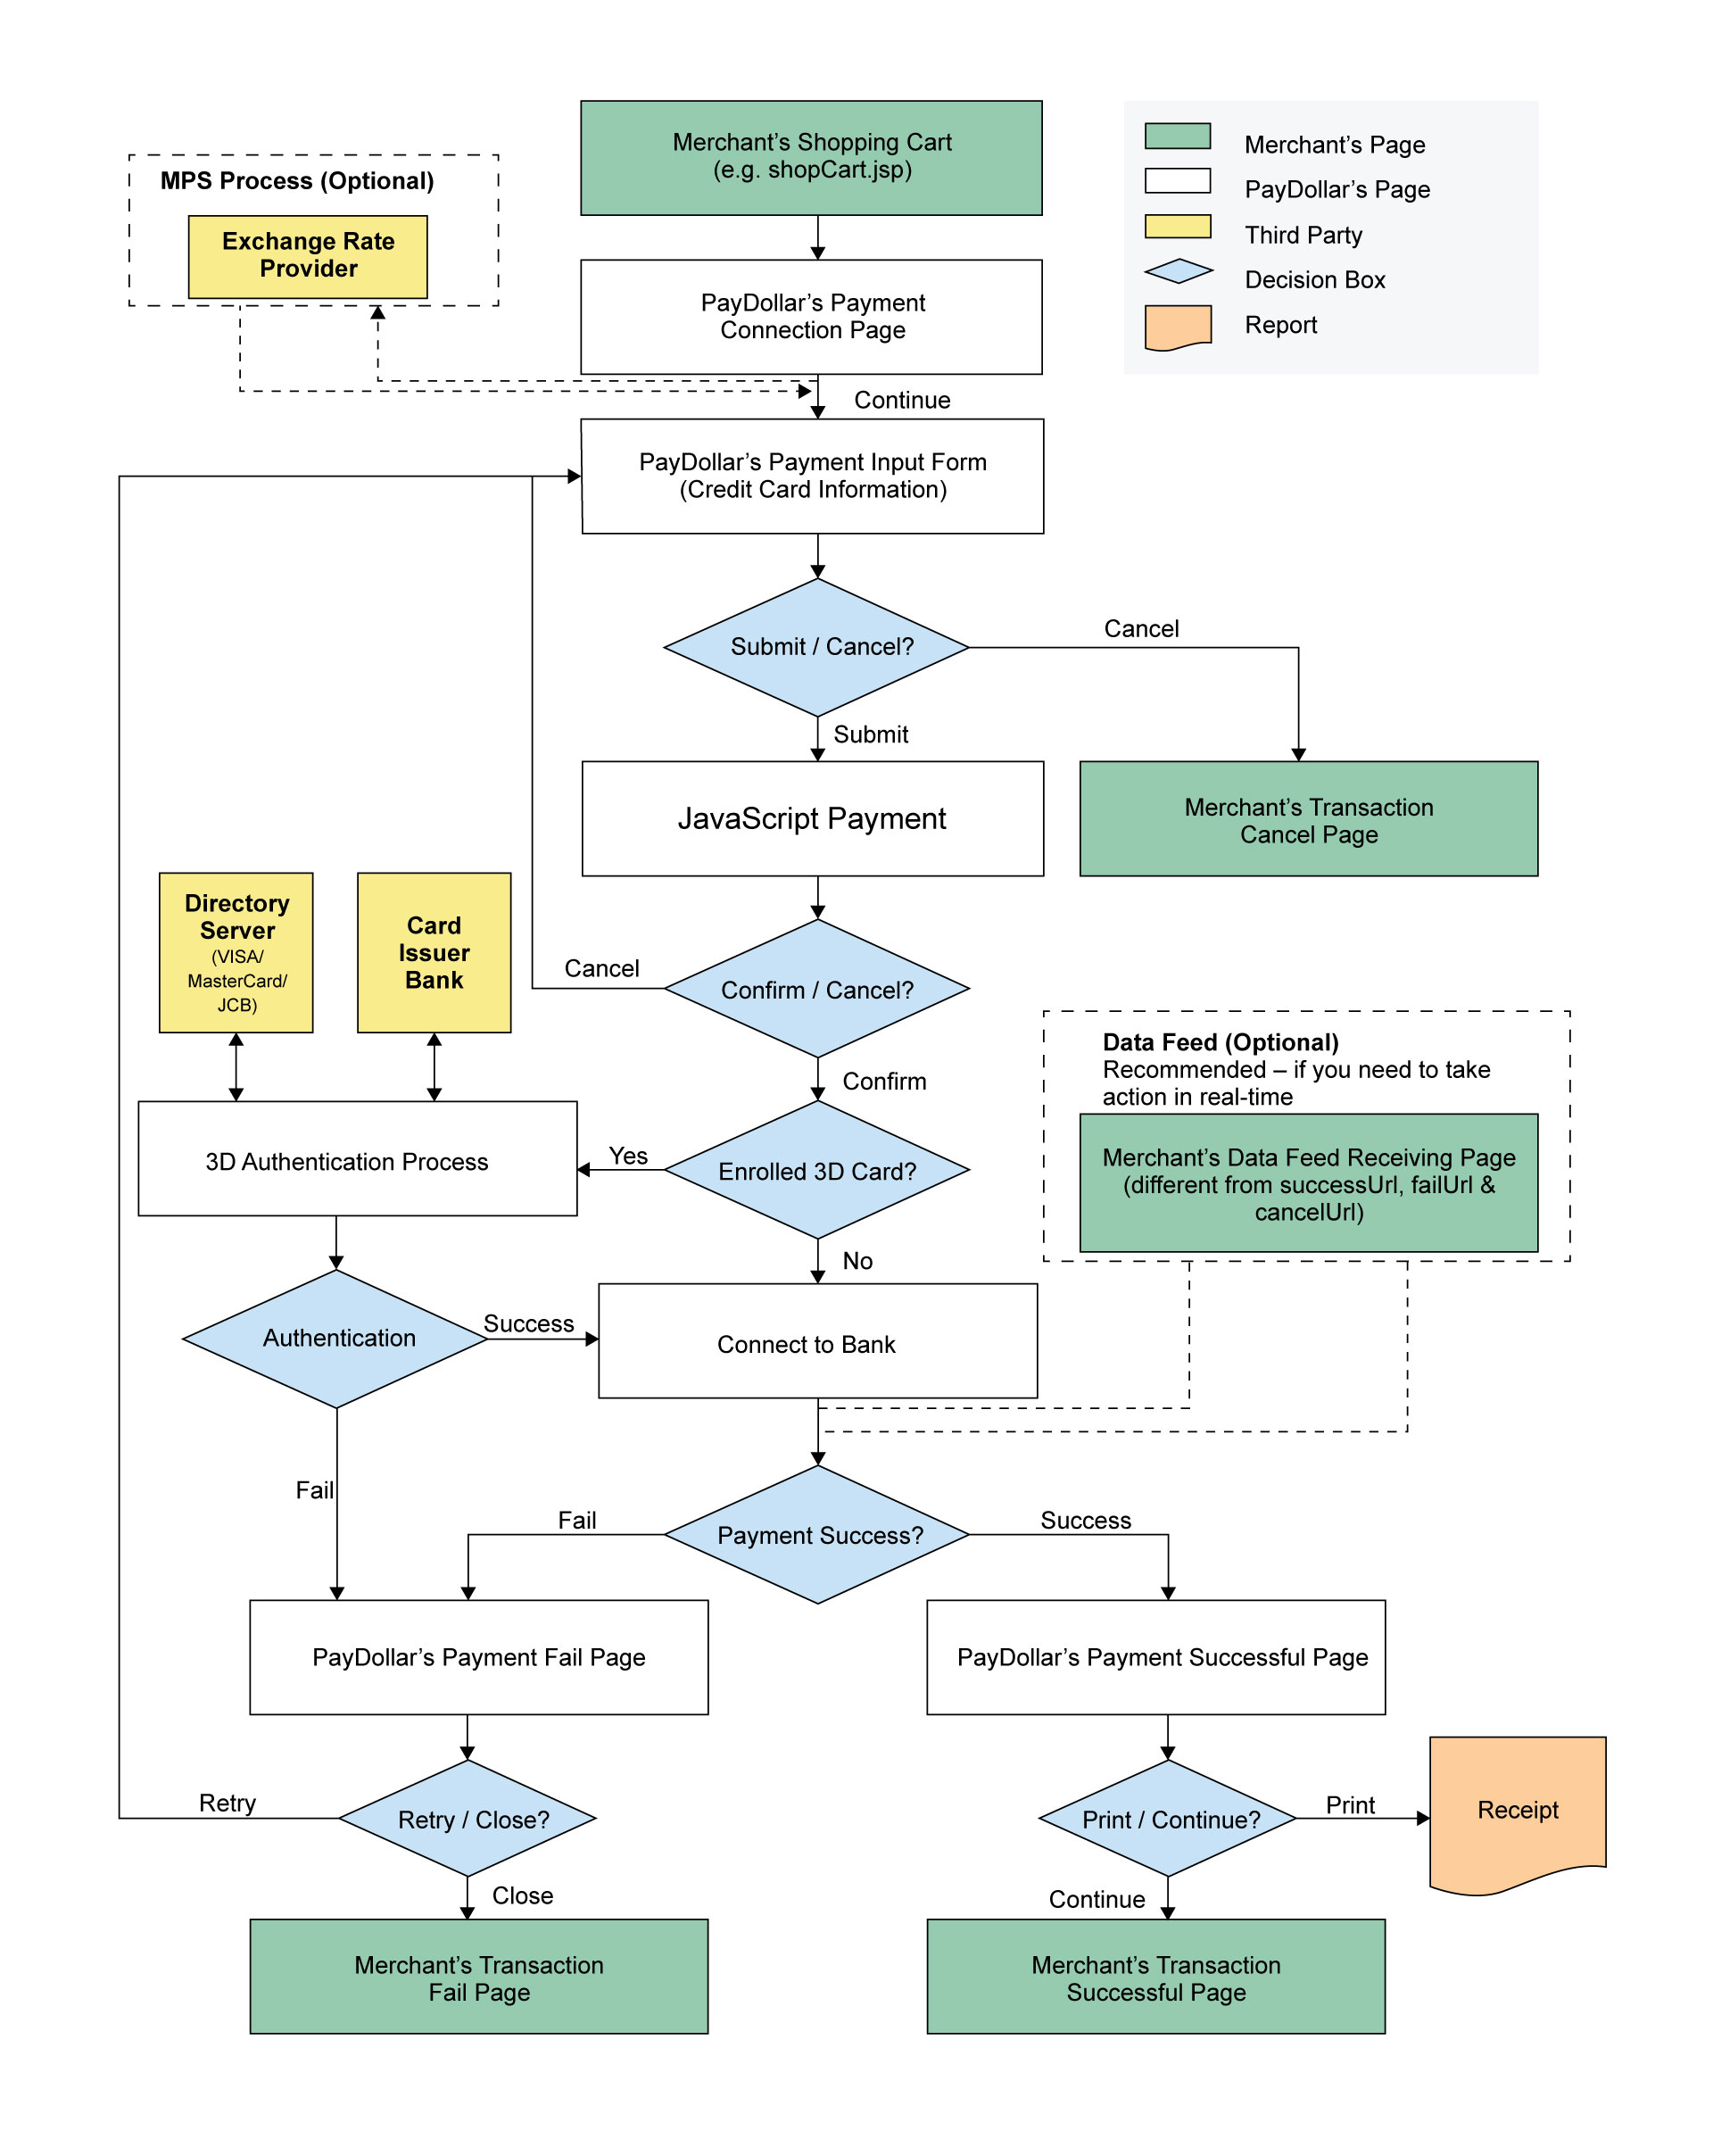 Merchant’s Shopping Cart
(e.g. shopCart.jsp)
Merchant’s Page
PayDollar’s Page
Third Party
Decision Box
Report
MPS Process (Optional)
Exchange Rate
Provider
PayDollar’s Payment
Connection Page
Continue
PayDollar’s Payment Input Form
(Credit Card Information)
Submit / Cancel?
Cancel
Submit
JavaScript Payment
Merchant’s Transaction
Cancel Page
Directory
Server
(VISA/
MasterCard/
JCB)
Card
Issuer
Bank
Cancel
Confirm / Cancel?
Confirm
Data Feed (Optional)
Recommended – if you need to take
action in real-time
Merchant’s Data Feed Receiving Page
(different from successUrl, failUrl &
cancelUrl)
3D Authentication Process
Yes
Enrolled 3D Card?
No
Authentication
Success
Connect to Bank
Fail
Fail
Payment Success?
Success
PayDollar’s Payment Fail Page
PayDollar’s Payment Successful Page
Retry
Retry / Close?
Print / Continue?
Print
Receipt
Close
Continue
Merchant’s Transaction
Fail Page
Merchant’s Transaction
Successful Page